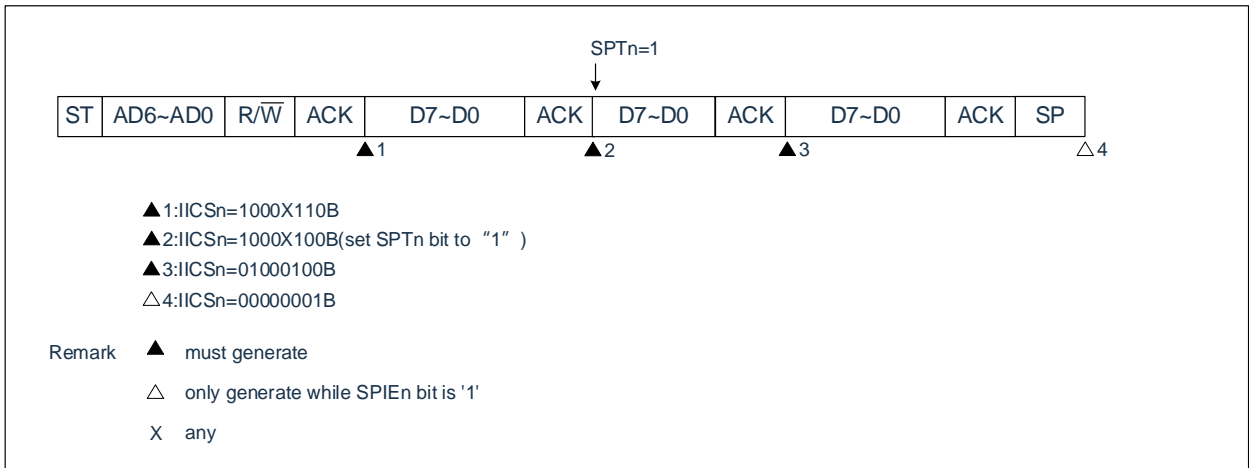 SPTn=1
ST AD6~AD0 R/W̅ ACK D7~D0 ACK D7~D0 ACK D7~D0 ACK SP
▲1 ▲2 ▲3 △4
▲1:IICSn=1000X110B
▲2:IICSn=1000X100B(set SPTn bit to “1” )
▲3:IICSn=01000100B
△4:IICSn=00000001B
Remark ▲ must generate
△ only generate while SPIEn bit is '1'
X any